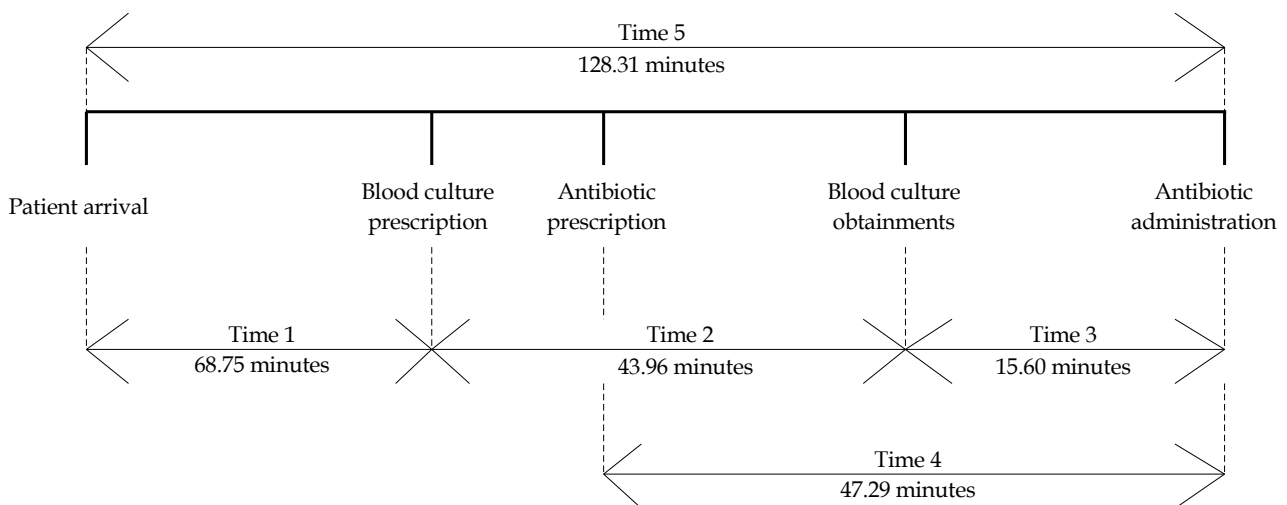 Time 5
128.31 minutes
Patient arrival
Blood culture
prescription
Antibiotic
prescription
Blood culture
obtainments
Antibiotic
administration
Time 1
68.75 minutes
Time 2
43.96 minutes
Time 3
15.60 minutes
Time 4
47.29 minutes